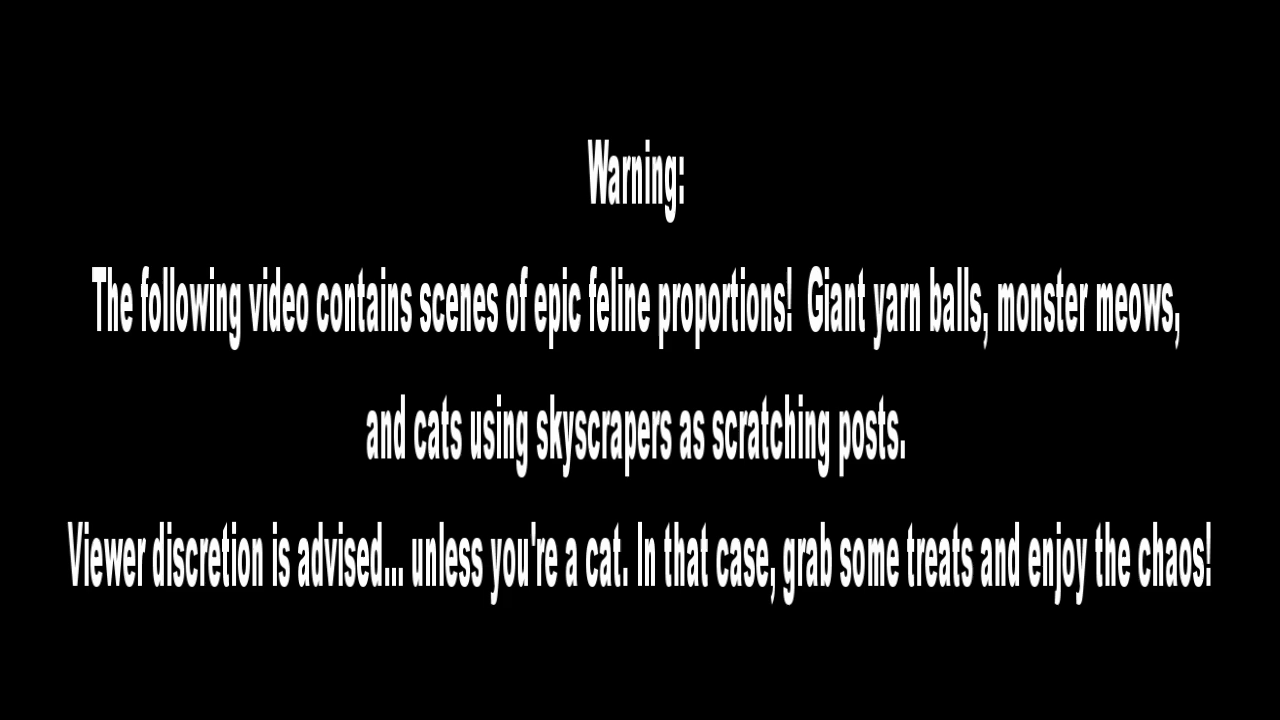 Warning:
The following video contains scenes of epic feline proportions!  Giant yarn balls, monster meows,
and cats using skyscrapers as scratching posts.
Viewer discretion is advised... unless you're a cat. In that case, grab some treats and enjoy the chaos!